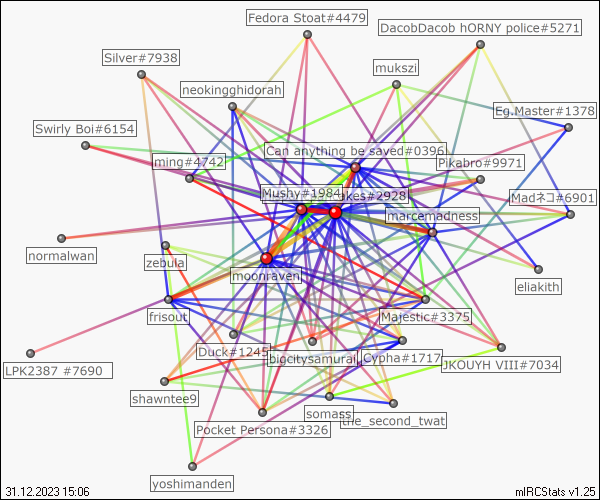 Fedora Stoat#4479
DacobDacob hORNY police#5271
Silver#7938
mukszi
neokingghidorah
Eg.Master#1378
Swirly Boi#6154
Can anything be saved#0396
ming#4742
Pikabro#9971
Mushy#1984
akes#2928
Madネコ#6901
marcemadness
normalwan
zebula
moonraven
eliakith
frisout
Majestic#3375
Duck#1245
bigcitysamurai
Cypha#1717
LPK2387 #7690
JKOUYH VIII#7034
shawntee9
somass
the_second_twat
Pocket Persona#3326
yoshimanden
31.12.2023 15:06
mIRCStats v1.25